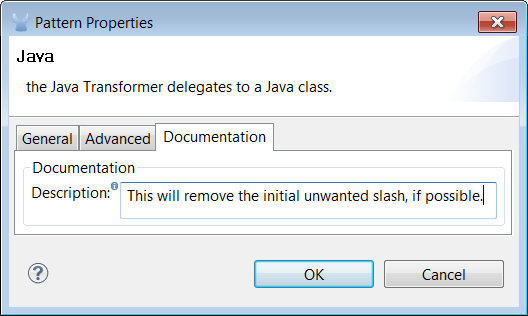 Pattern Properties
Java
the Java Transformer delegates to a Java class.
General Advanced Documentation
Documentation
Description: This will remove the initial unwanted slash, if possible.
? OK Cancel